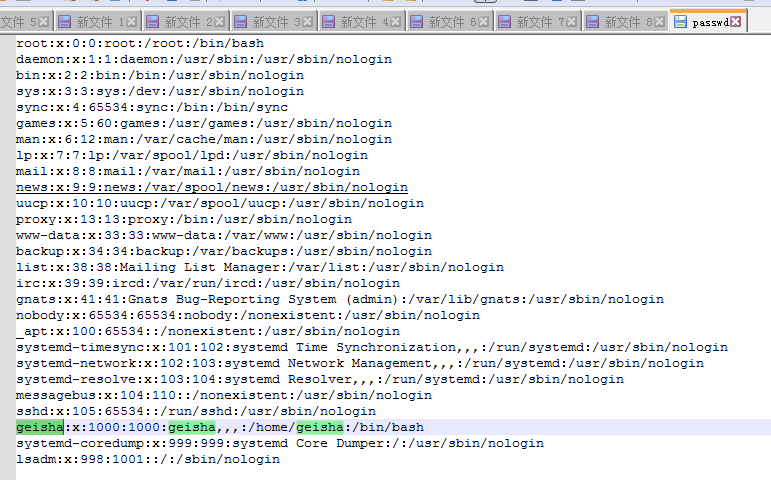 文件 5 新文件 1 新文件 2 新文件 3 新文件 4 新文件 6 新文件 7 新文件 8 passwd
root:x:0:0:root:/root:/bin/bash
daemon:x:1:1:daemon:/usr/sbin:/usr/sbin/nologin
bin:x:2:2:bin:/bin:/usr/sbin/nologin
sys:x:3:3:sys:/dev:/usr/sbin/nologin
sync:x:4:65534:sync:/bin:/bin/sync
games:x:5:60:games:/usr/games:/usr/sbin/nologin
man:x:6:12:man:/var/cache/man:/usr/sbin/nologin
lp:x:7:7:lp:/var/spool/lpd:/usr/sbin/nologin
mail:x:8:8:mail:/var/mail:/usr/sbin/nologin
news:x:9:9:news:/var/spool/news:/usr/sbin/nologin
uucp:x:10:10:uucp:/var/spool/uucp:/usr/sbin/nologin
proxy:x:13:13:proxy:/bin:/usr/sbin/nologin
www-data:x:33:33:www-data:/var/www:/usr/sbin/nologin
backup:x:34:34:backup:/var/backups:/usr/sbin/nologin
list:x:38:38:Mailing List Manager:/var/list:/usr/sbin/nologin
irc:x:39:39:ircd:/var/run/ircd:/usr/sbin/nologin
gnats:x:41:41:Gnats Bug-Reporting System (admin):/var/lib/gnats:/usr/sbin/nologin
nobody:x:65534:65534:nobody:/nonexistent:/usr/sbin/nologin
_apt:x:100:65534::/nonexistent:/usr/sbin/nologin
systemd-timesync:x:101:102:systemd Time Synchronization,,,:/run/systemd:/usr/sbin/nologin
systemd-network:x:102:103:systemd Network Management,,,:/run/systemd:/usr/sbin/nologin
systemd-resolve:x:103:104:systemd Resolver,,,:/run/systemd:/usr/sbin/nologin
messagebus:x:104:110::/nonexistent:/usr/sbin/nologin
sshd:x:105:65534::/run/sshd:/usr/sbin/nologin
geisha:x:1000:1000:geisha,,,:/home/geisha:/bin/bash
systemd-coredump:x:999:999:systemd Core Dumper:/:/usr/sbin/nologin
lsadm:x:998:1001::/:/sbin/nologin